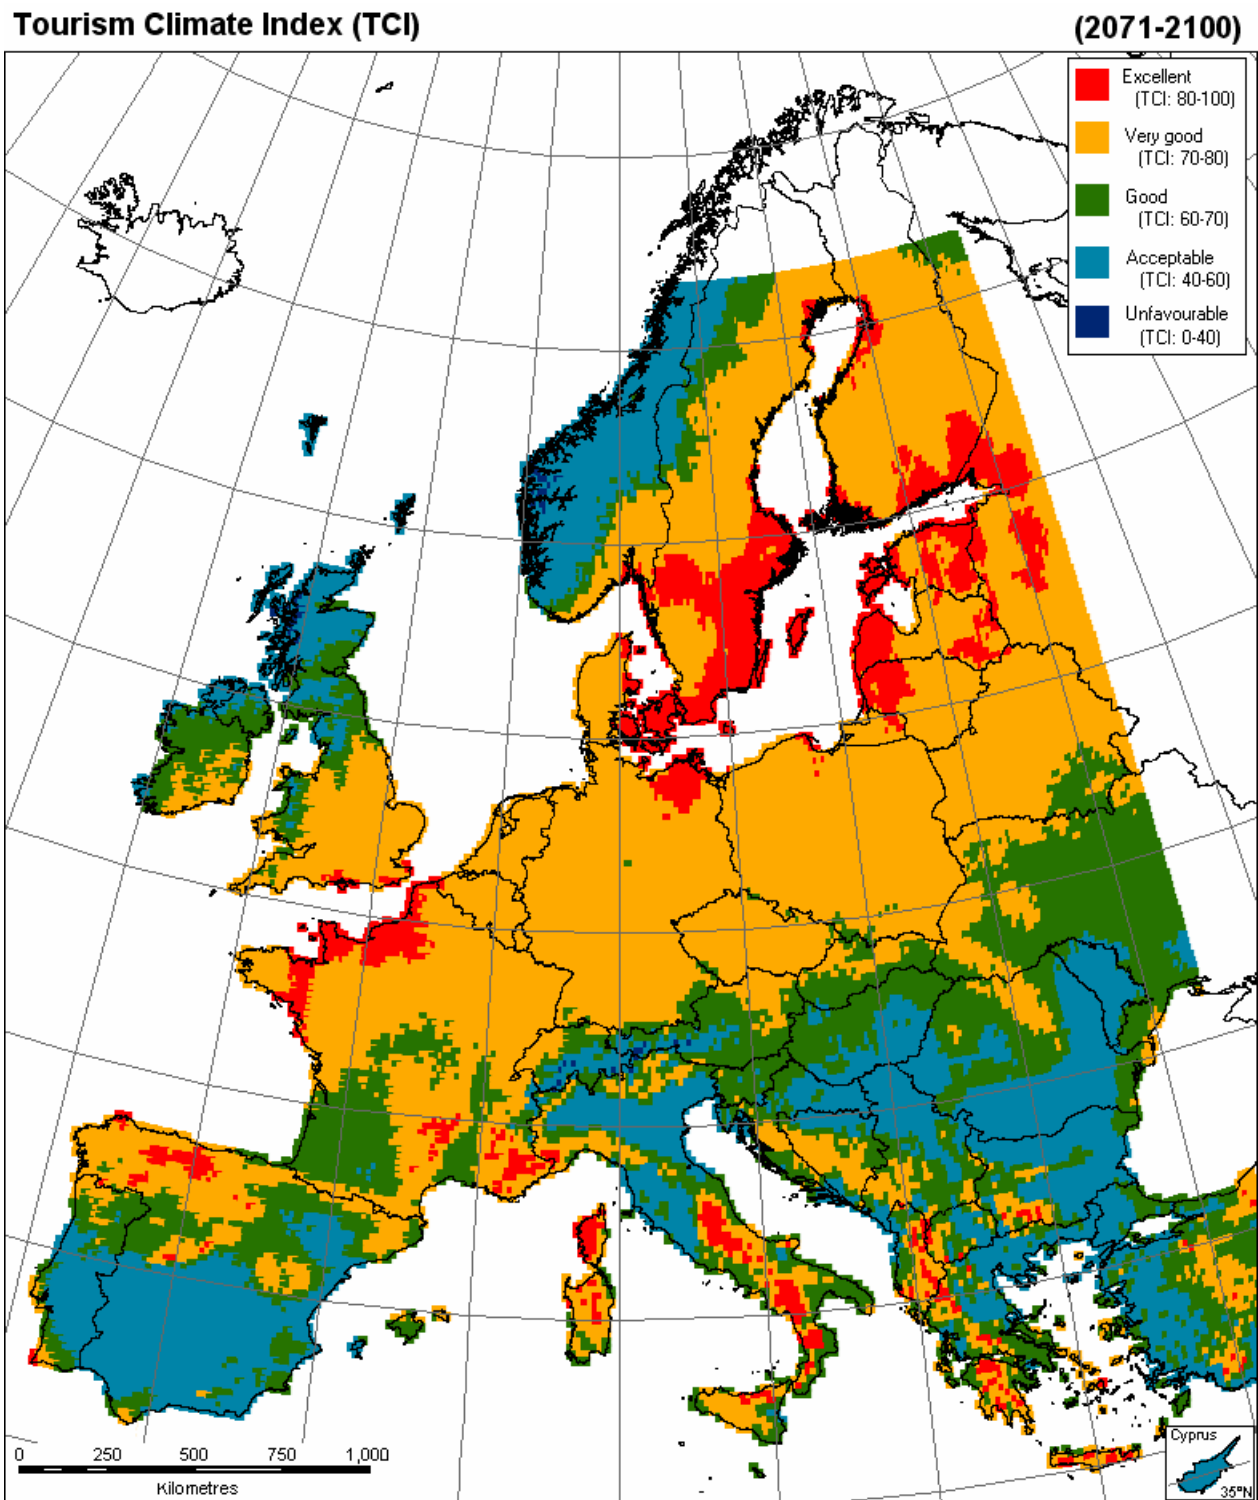 Tourism Climate Index (TCI)
(2071-2100)
Excellent
(TCI: 80-100)
Very good
(TCI: 70-80)
Good
(TCI: 60-70)
Acceptable
(TCI: 40-60)
Unfavourable
(TCI: 0-40)
0 250 500 750 1,000
Kilometres
Cyprus
35°N